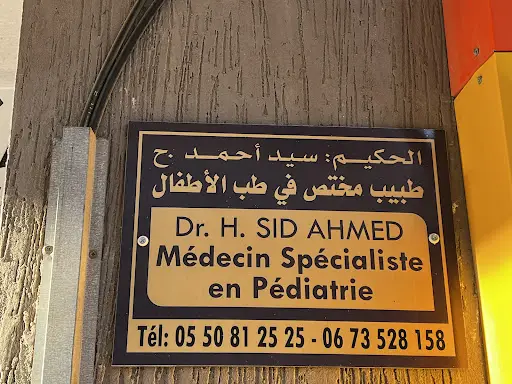 الحكيم: سيد أحمد .ح
طبيب مختص في طب الأطفال
Dr. H. SID AHMED
Médecin Spécialiste
en Pédiatrie
Tél: 05 50 81 25 25 - 06 73 528 158